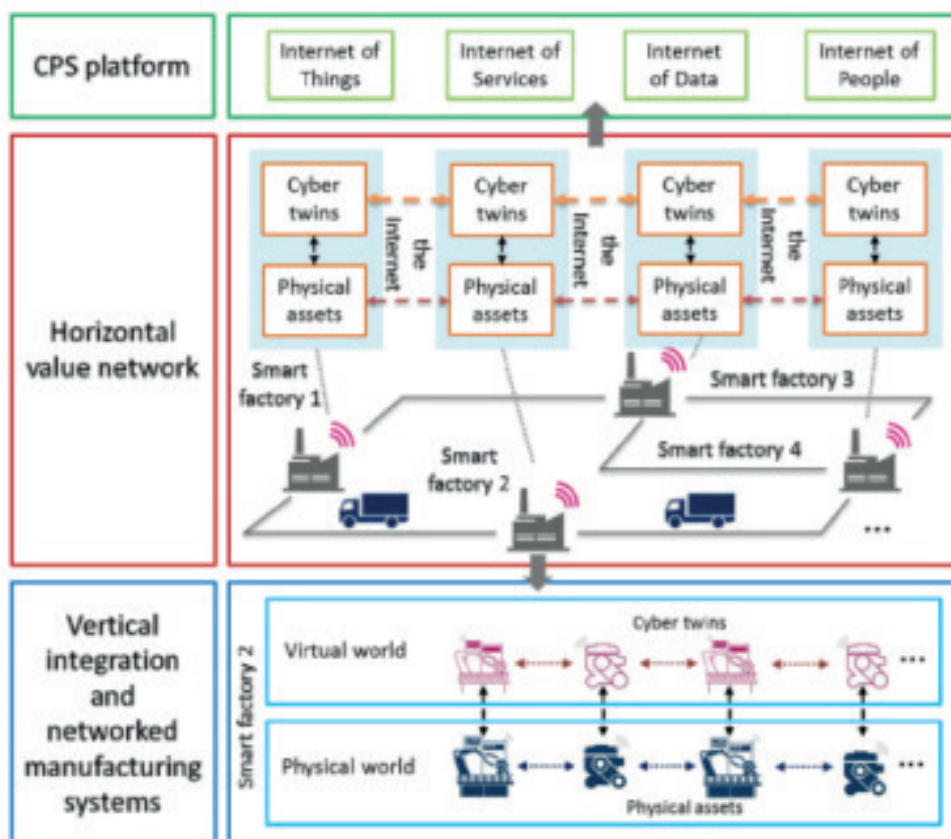 CPS platform
Internet of
Things
Internet of
Services
Internet
of Data
Internet of
People
Horizontal
value network
Cyber
twins
Cyber
twins
Cyber
twins
Cyber
twins
the
Internet
the
Internet
the
Internet
Physical
assets
Physical
assets
Physical
assets
Physical
assets
Smart
factory 1
Smart
factory 2
Smart factory 3
Smart factory 4
...
Vertical
integration
and
networked
manufacturing
systems
Smart factory 2
Virtual world
Cyber twins
...
Physical world
Physical assets
...